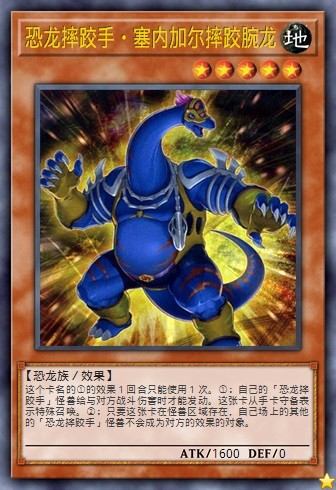 恐龙摔跤手·塞内加尔摔跤腕龙
地
【恐龙族／效果】
这个卡名的①的效果１回合只能使用１次。①：自己的「恐龙摔
跤手」怪兽给与对方战斗伤害时才能发动。这张卡从手卡守备表
示特殊召唤。②：只要这张卡在怪兽区域存在，自己场上的其他
的「恐龙摔跤手」怪兽不会成为对方的效果的对象。
ATK/1600 DEF/0